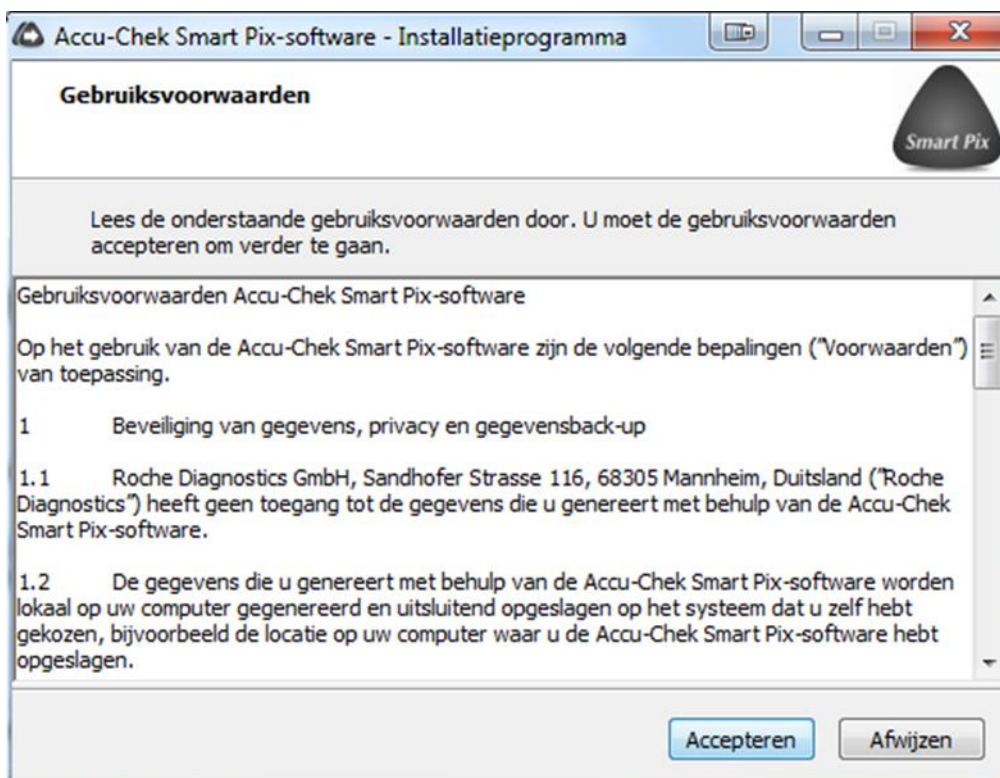 Accu-Chek Smart Pix-software - Installatieprogramma
Gebruiksvoorwaarden
Smart Pix
Lees de onderstaande gebruiksvoorwaarden door. U moet de gebruiksvoorwaarden
accepteren om verder te gaan.
Gebruiksvoorwaarden Accu-Chek Smart Pix-software
Op het gebruik van de Accu-Chek Smart Pix-software zijn de volgende bepalingen ("Voorwaarden")
van toepassing.
1 Beveiliging van gegevens, privacy en gegevensback-up
1.1 Roche Diagnostics GmbH, Sandhofer Strasse 116, 68305 Mannheim, Duitsland ("Roche
Diagnostics") heeft geen toegang tot de gegevens die u genereert met behulp van de Accu-Chek
Smart Pix-software.
1.2 De gegevens die u genereert met behulp van de Accu-Chek Smart Pix-software worden
lokaal op uw computer gegenereerd en uitsluitend opgeslagen op het systeem dat u zelf hebt
gekozen, bijvoorbeeld de locatie op uw computer waar u de Accu-Chek Smart Pix-software hebt
opgeslagen.
Accepteren Afwijzen